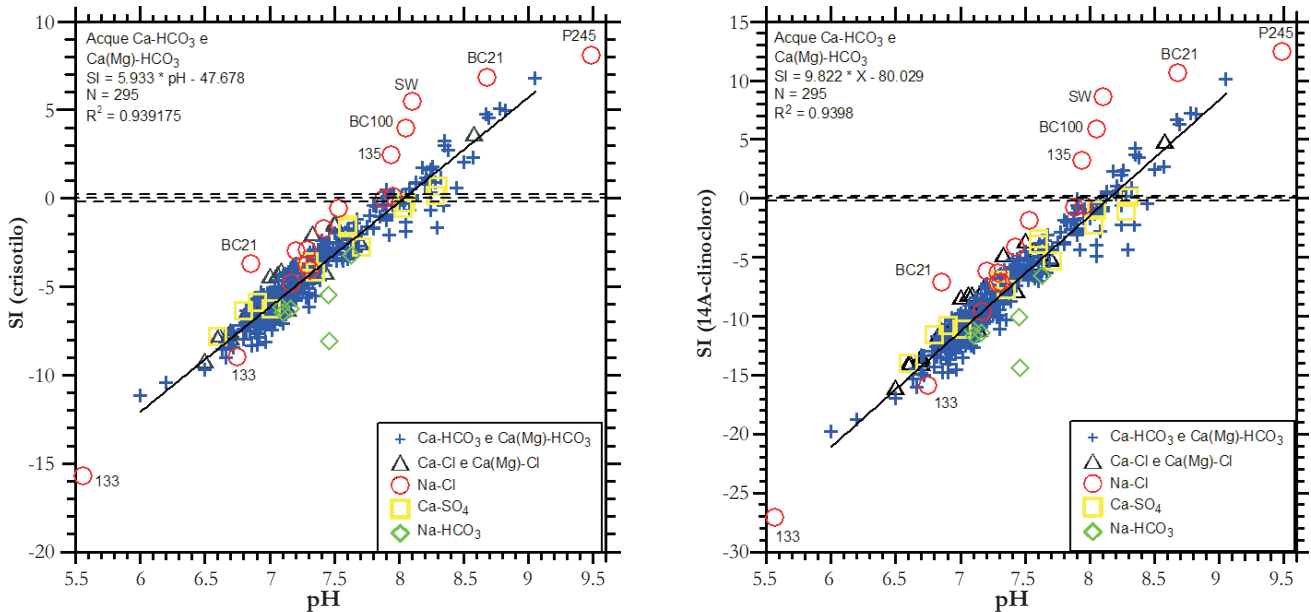 Acque Ca-HCO3 e
Ca(Mg)-HCO3
SI = 5.933 * pH - 47.678
N = 295
R2 = 0.939175
P245
BC21
SW
BC100
135
BC21
133
133
Ca-HCO3 e Ca(Mg)-HCO3
Ca-Cl e Ca(Mg)-Cl
Na-Cl
Ca-SO4
Na-HCO3
10
5
0
-5
-10
-15
-20
SI (crisotilo)
5.5 6 6.5 7 7.5 8 8.5 9 9.5
pH
Acque Ca-HCO3 e
Ca(Mg)-HCO3
SI = 9.822 * X - 80.029
N = 295
R2 = 0.9398
P245
BC21
SW
BC100
135
BC21
133
133
Ca-HCO3 e Ca(Mg)-HCO3
Ca-Cl e Ca(Mg)-Cl
Na-Cl
Ca-SO4
Na-HCO3
15
10
5
0
-5
-10
-15
-20
-25
-30
SI (14A-clinocloro)
5.5 6 6.5 7 7.5 8 8.5 9 9.5
pH